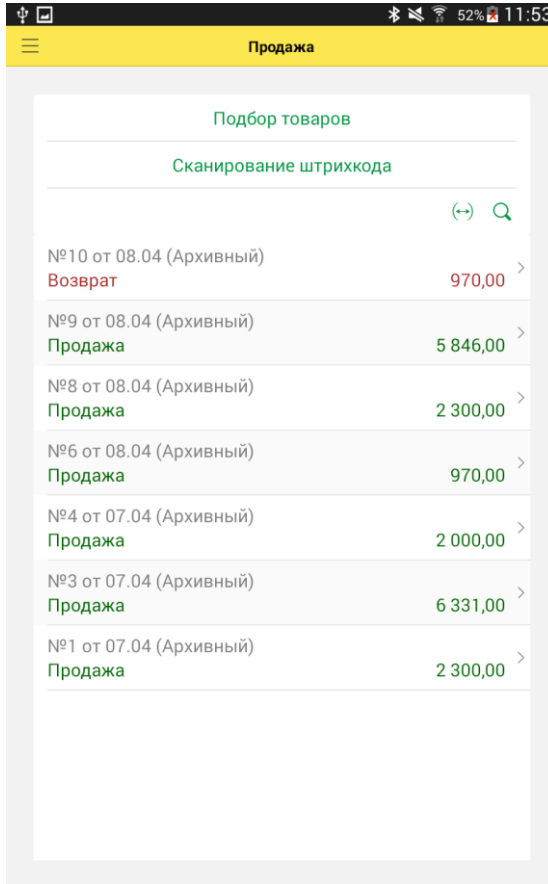 52% 11:53
Продажа
Подбор товаров
Сканирование штрихкода
№10 от 08.04 (Архивный)
Возврат 970,00
№9 от 08.04 (Архивный)
Продажа 5 846,00
№8 от 08.04 (Архивный)
Продажа 2 300,00
№6 от 08.04 (Архивный)
Продажа 970,00
№4 от 07.04 (Архивный)
Продажа 2 000,00
№3 от 07.04 (Архивный)
Продажа 6 331,00
№1 от 07.04 (Архивный)
Продажа 2 300,00